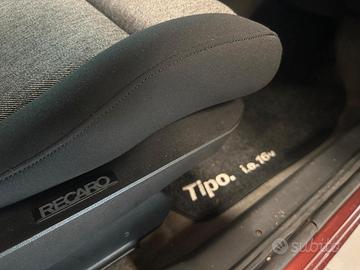 RECARO
Tipo. i.e.16v
subito